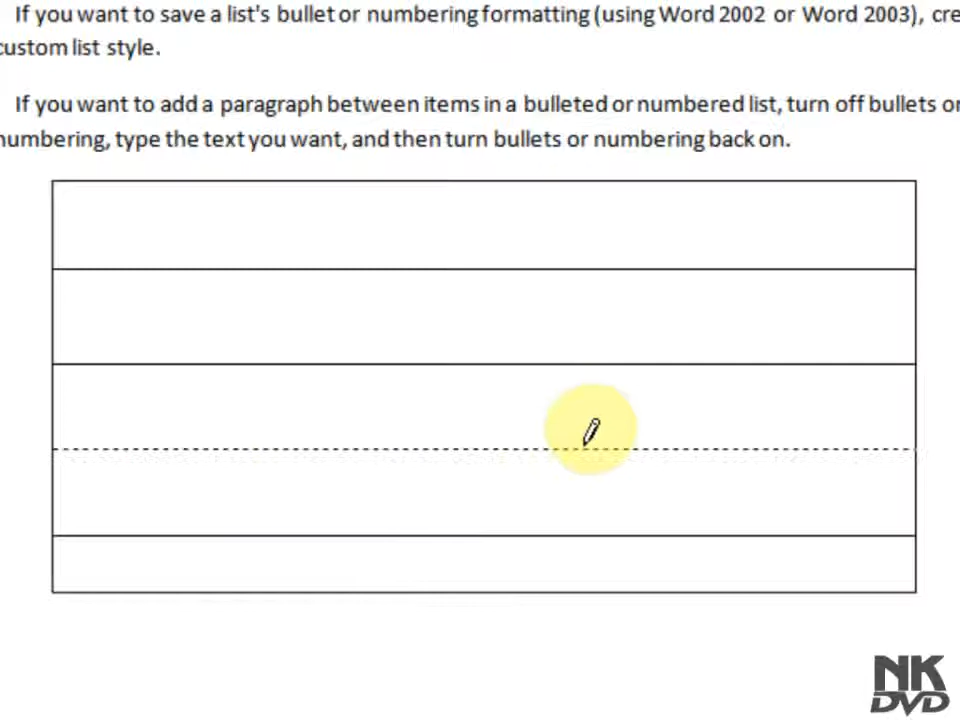 If you want to save a list's bullet or numbering formatting (using Word 2002 or Word 2003), cre
custom list style.
If you want to add a paragraph between items in a bulleted or numbered list, turn off bullets or
numbering, type the text you want, and then turn bullets or numbering back on.
NK
DVD